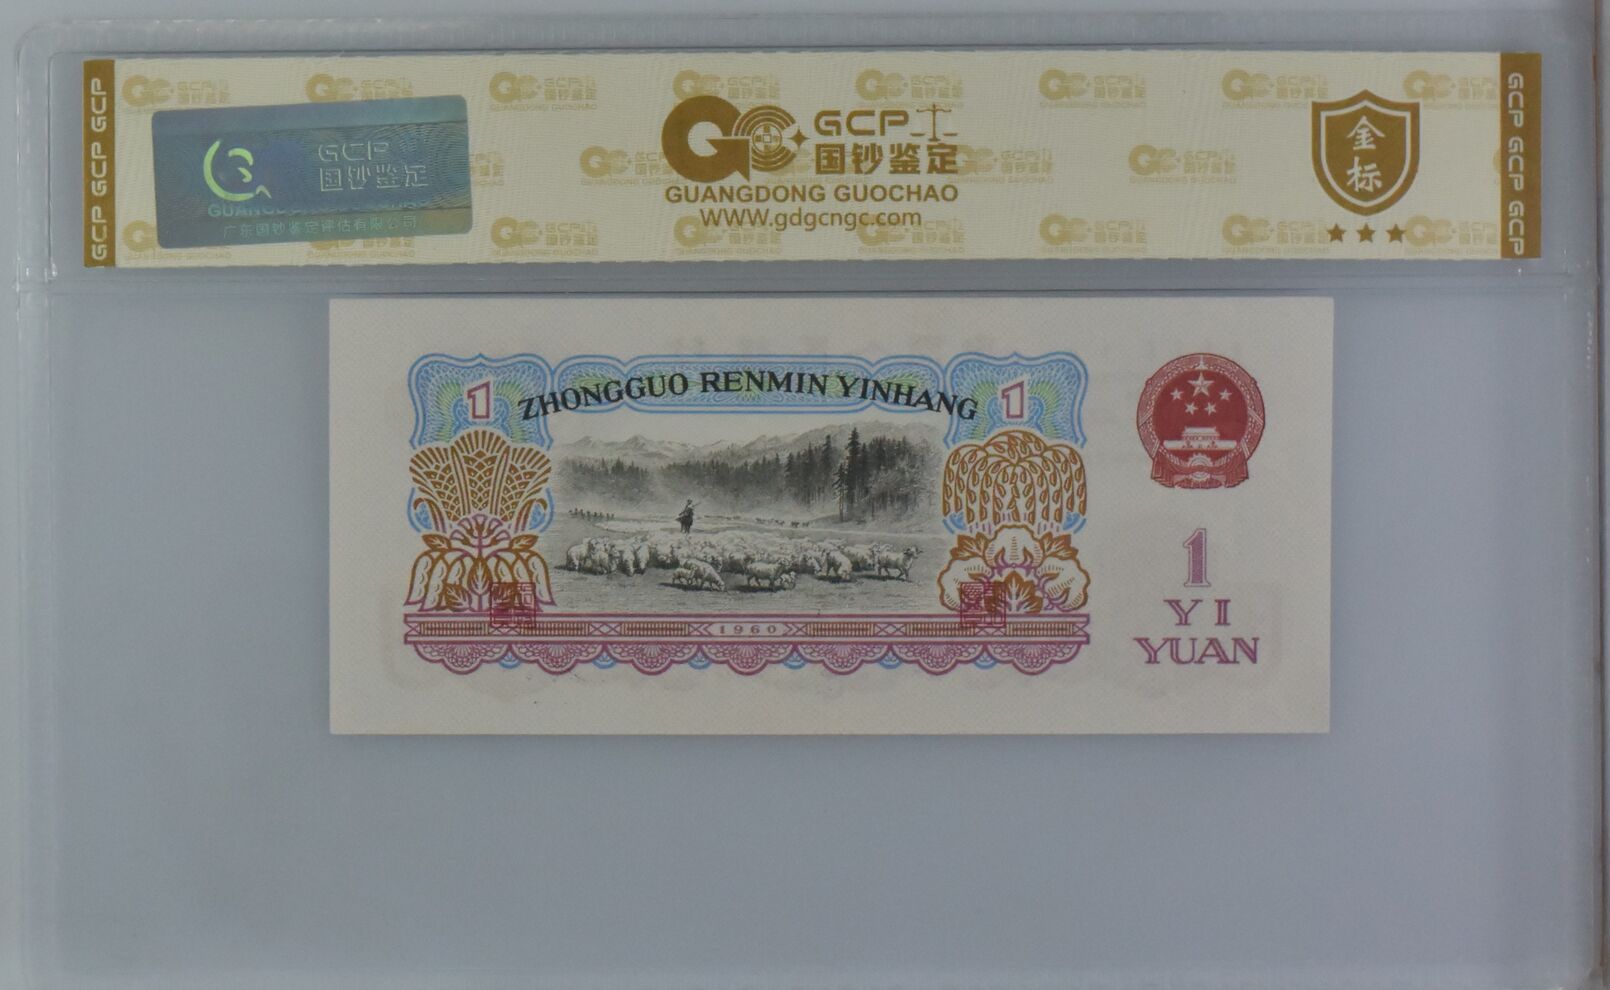 GCP GCP GCP
GCP
国钞鉴定
广东国钞鉴定评估有限公司
GCP
国钞鉴定
GUANGDONG GUOCHAO
WWW.gdgcngc.com
金
标
GCP GCP GCP
ZHONGGUO RENMIN YINHANG
1
1
1960
1
YI
YUAN